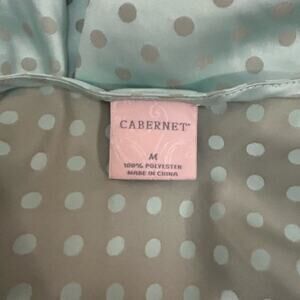 CABERNET®
M
100% POLYESTER
MADE IN CHINA